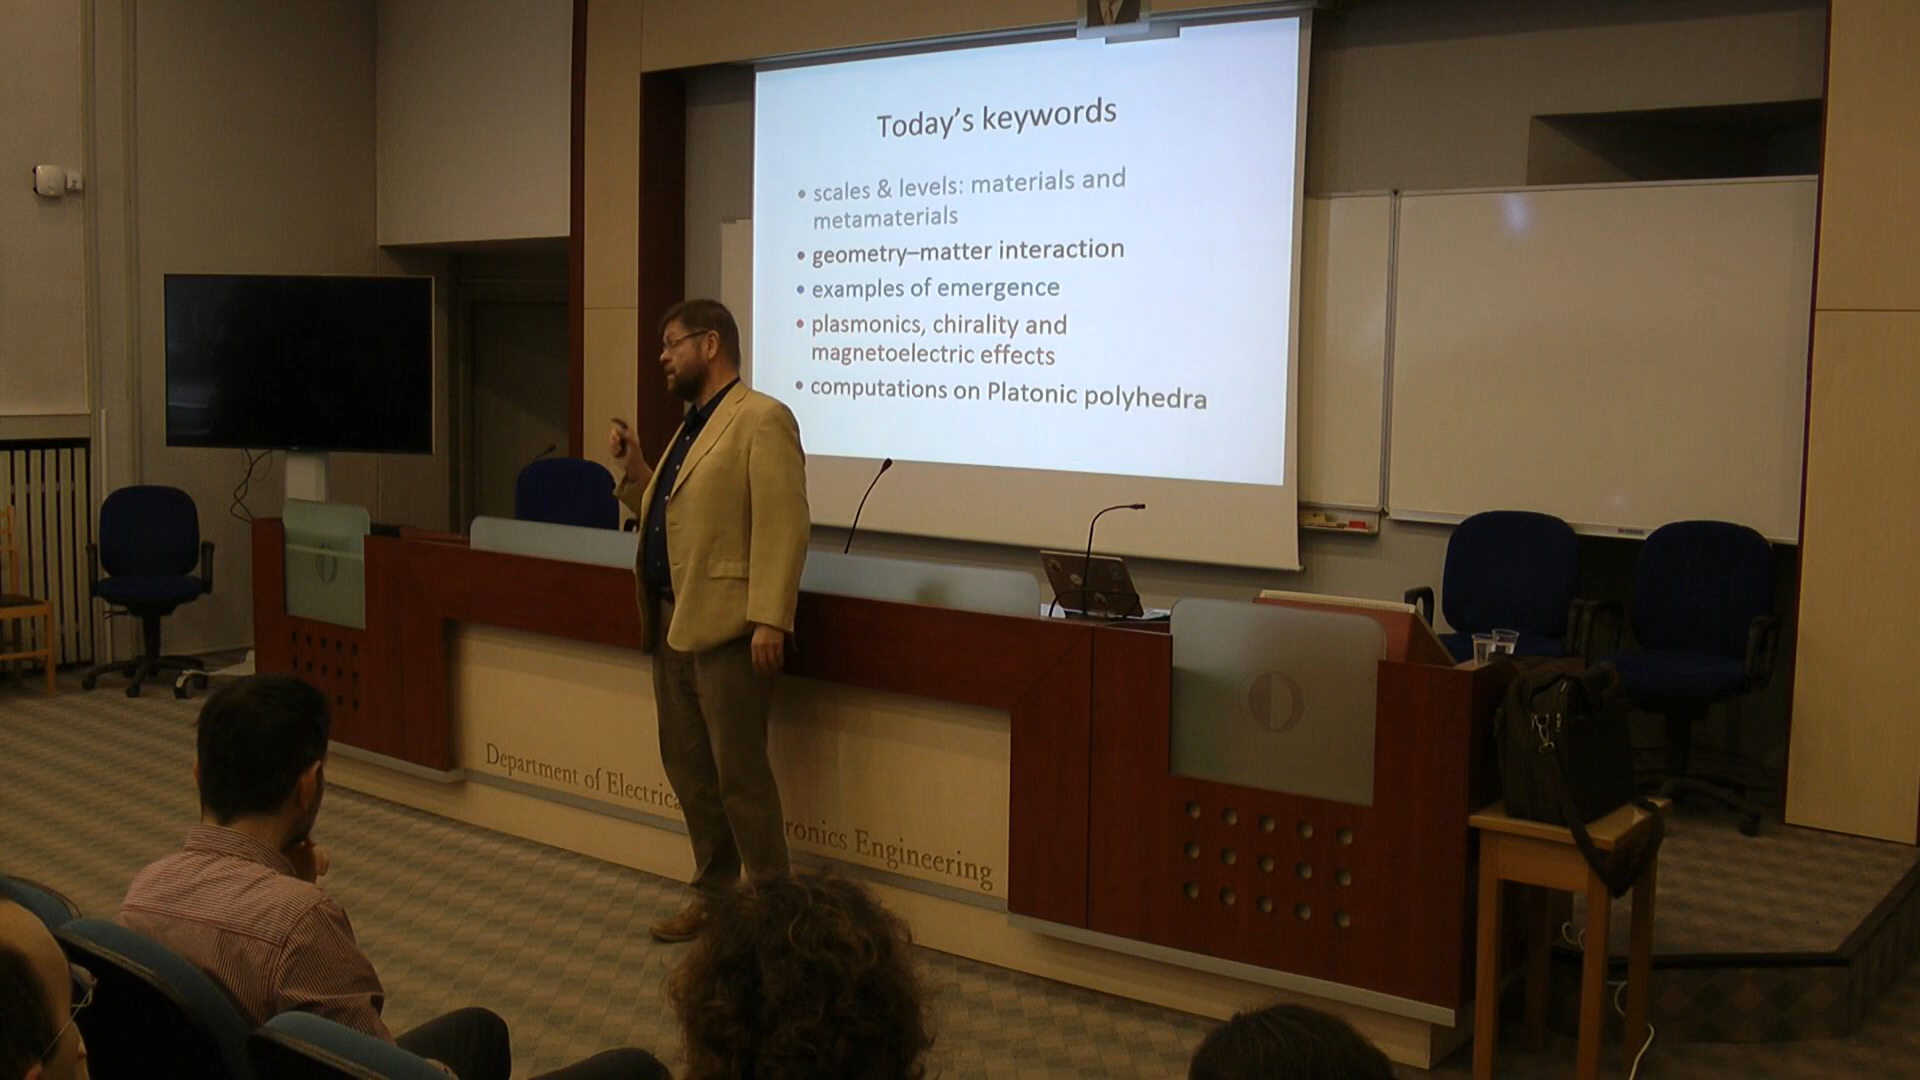 Today's keywords
• scales & levels: materials and
metamaterials
• geometry–matter interaction
• examples of emergence
• plasmonics, chirality and
magnetoelectric effects
• computations on Platonic polyhedra
Department of Electrica
ronics Engineering